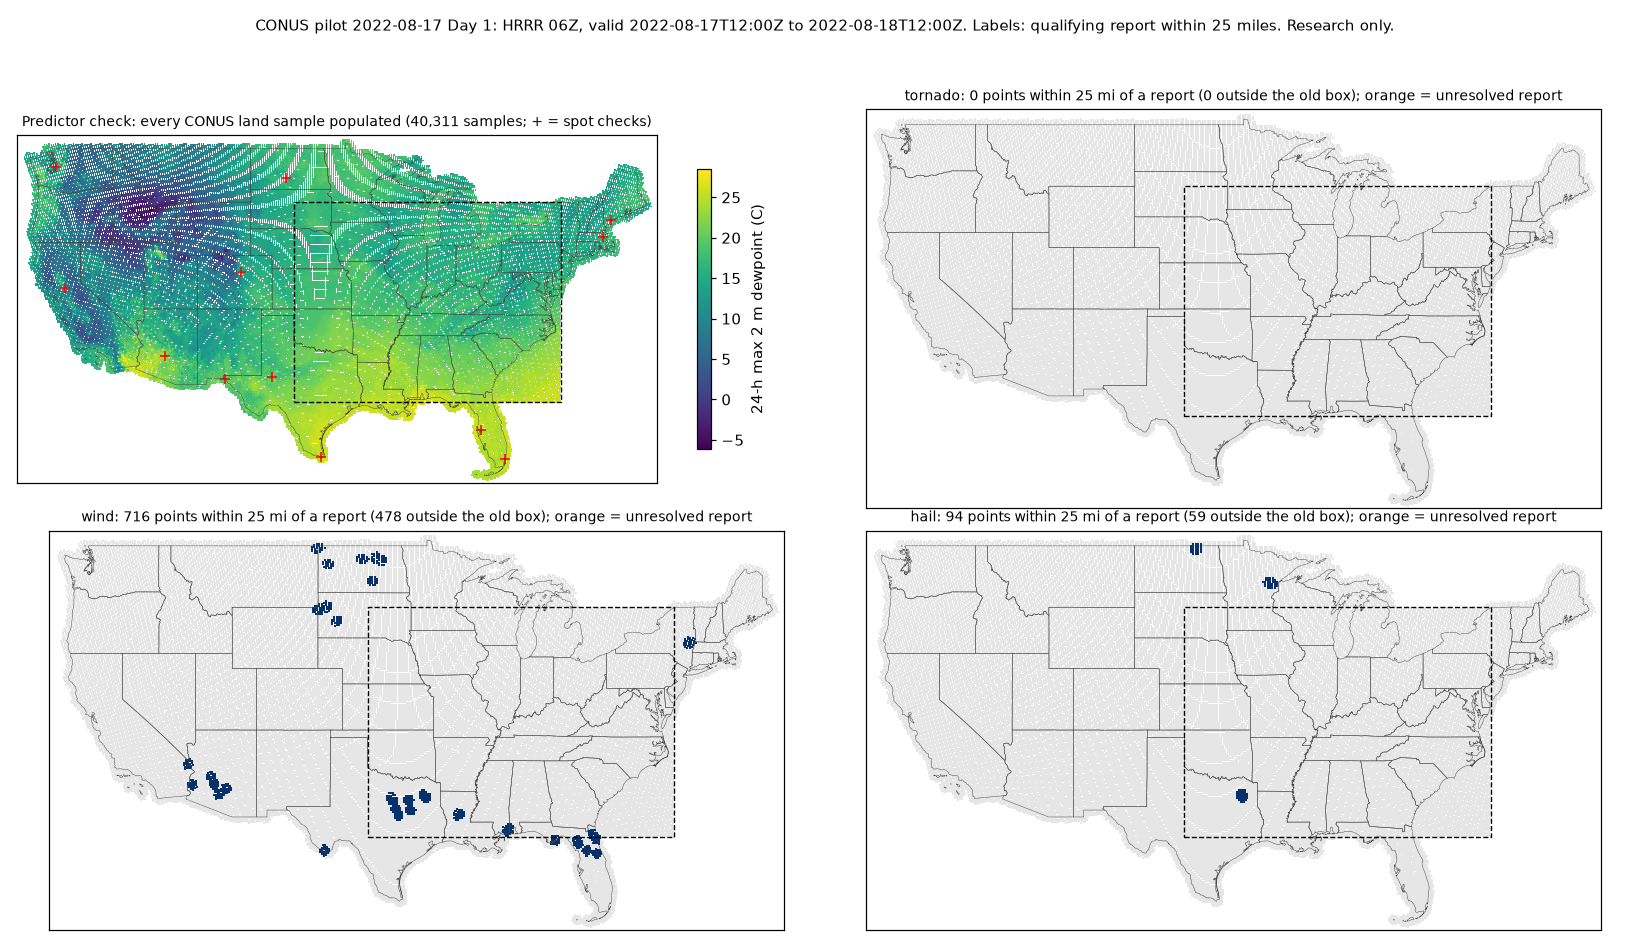 CONUS pilot 2022-08-17 Day 1: HRRR 06Z, valid 2022-08-17T12:00Z to 2022-08-18T12:00Z. Labels: qualifying report within 25 miles. Research only.
Predictor check: every CONUS land sample populated (40,311 samples; + = spot checks)
25
20
15
10
5
0
−5
24-h max 2 m dewpoint (C)
tornado: 0 points within 25 mi of a report (0 outside the old box); orange = unresolved report
wind: 716 points within 25 mi of a report (478 outside the old box); orange = unresolved report
hail: 94 points within 25 mi of a report (59 outside the old box); orange = unresolved report